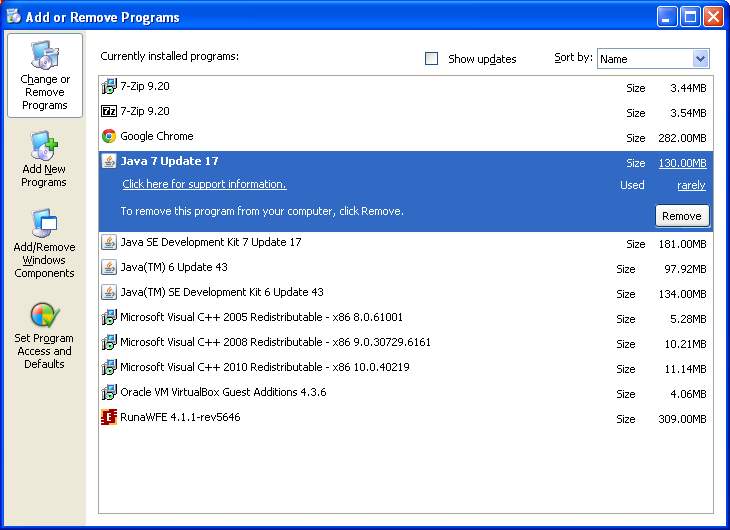 Add or Remove Programs
Change or
Remove
Programs
Add New
Programs
Add/Remove
Windows
Components
Set Program
Access and
Defaults
Currently installed programs:
Show updates
Sort by: Name
7-Zip 9.20 Size 3.44MB
7z 7-Zip 9.20 Size 3.54MB
Google Chrome Size 282.00MB
Java 7 Update 17 Size 130.00MB
Click here for support information. Used rarely
To remove this program from your computer, click Remove. Remove
Java SE Development Kit 7 Update 17 Size 181.00MB
Java(TM) 6 Update 43 Size 97.92MB
Java(TM) SE Development Kit 6 Update 43 Size 134.00MB
Microsoft Visual C++ 2005 Redistributable - x86 8.0.61001 Size 5.28MB
Microsoft Visual C++ 2008 Redistributable - x86 9.0.30729.6161 Size 10.21MB
Microsoft Visual C++ 2010 Redistributable - x86 10.0.40219 Size 11.14MB
Oracle VM VirtualBox Guest Additions 4.3.6 Size 4.06MB
E RunaWFE 4.1.1-rev5646 Size 309.00MB